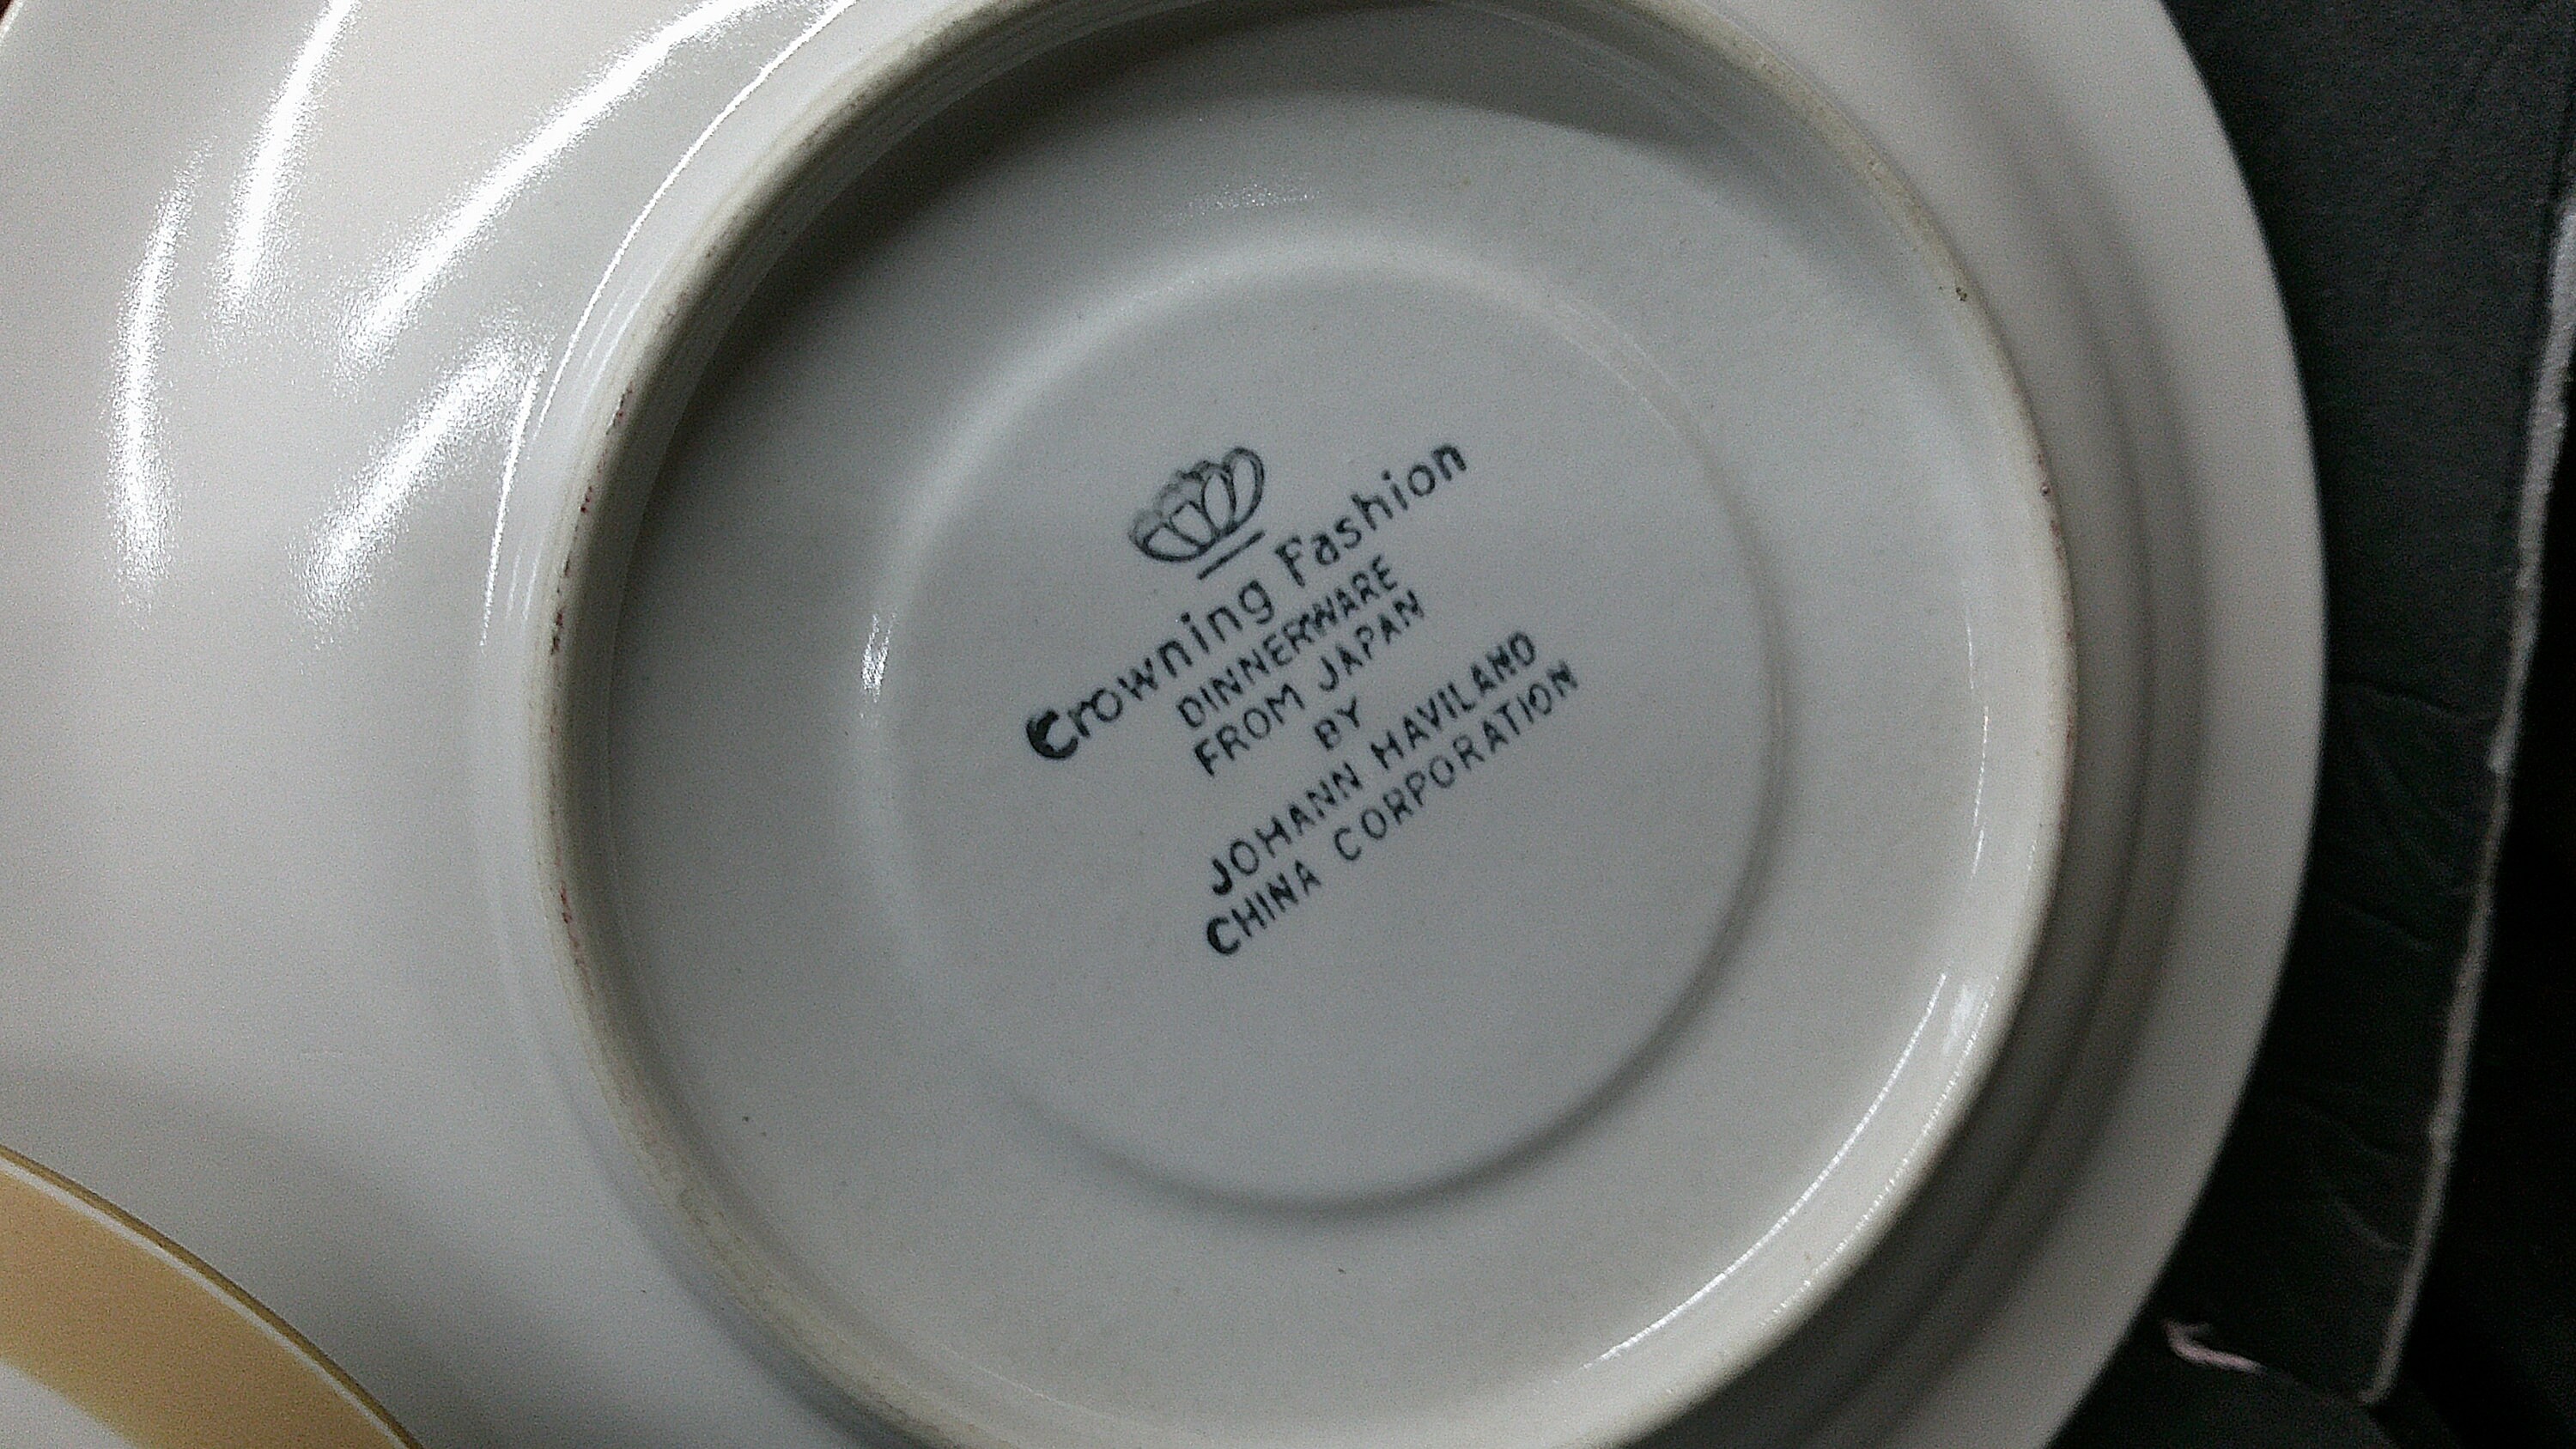 Crowning Fashion
DINNERWARE
FROM JAPAN
BY
JOHANN HAVILAND
CHINA CORPORATION